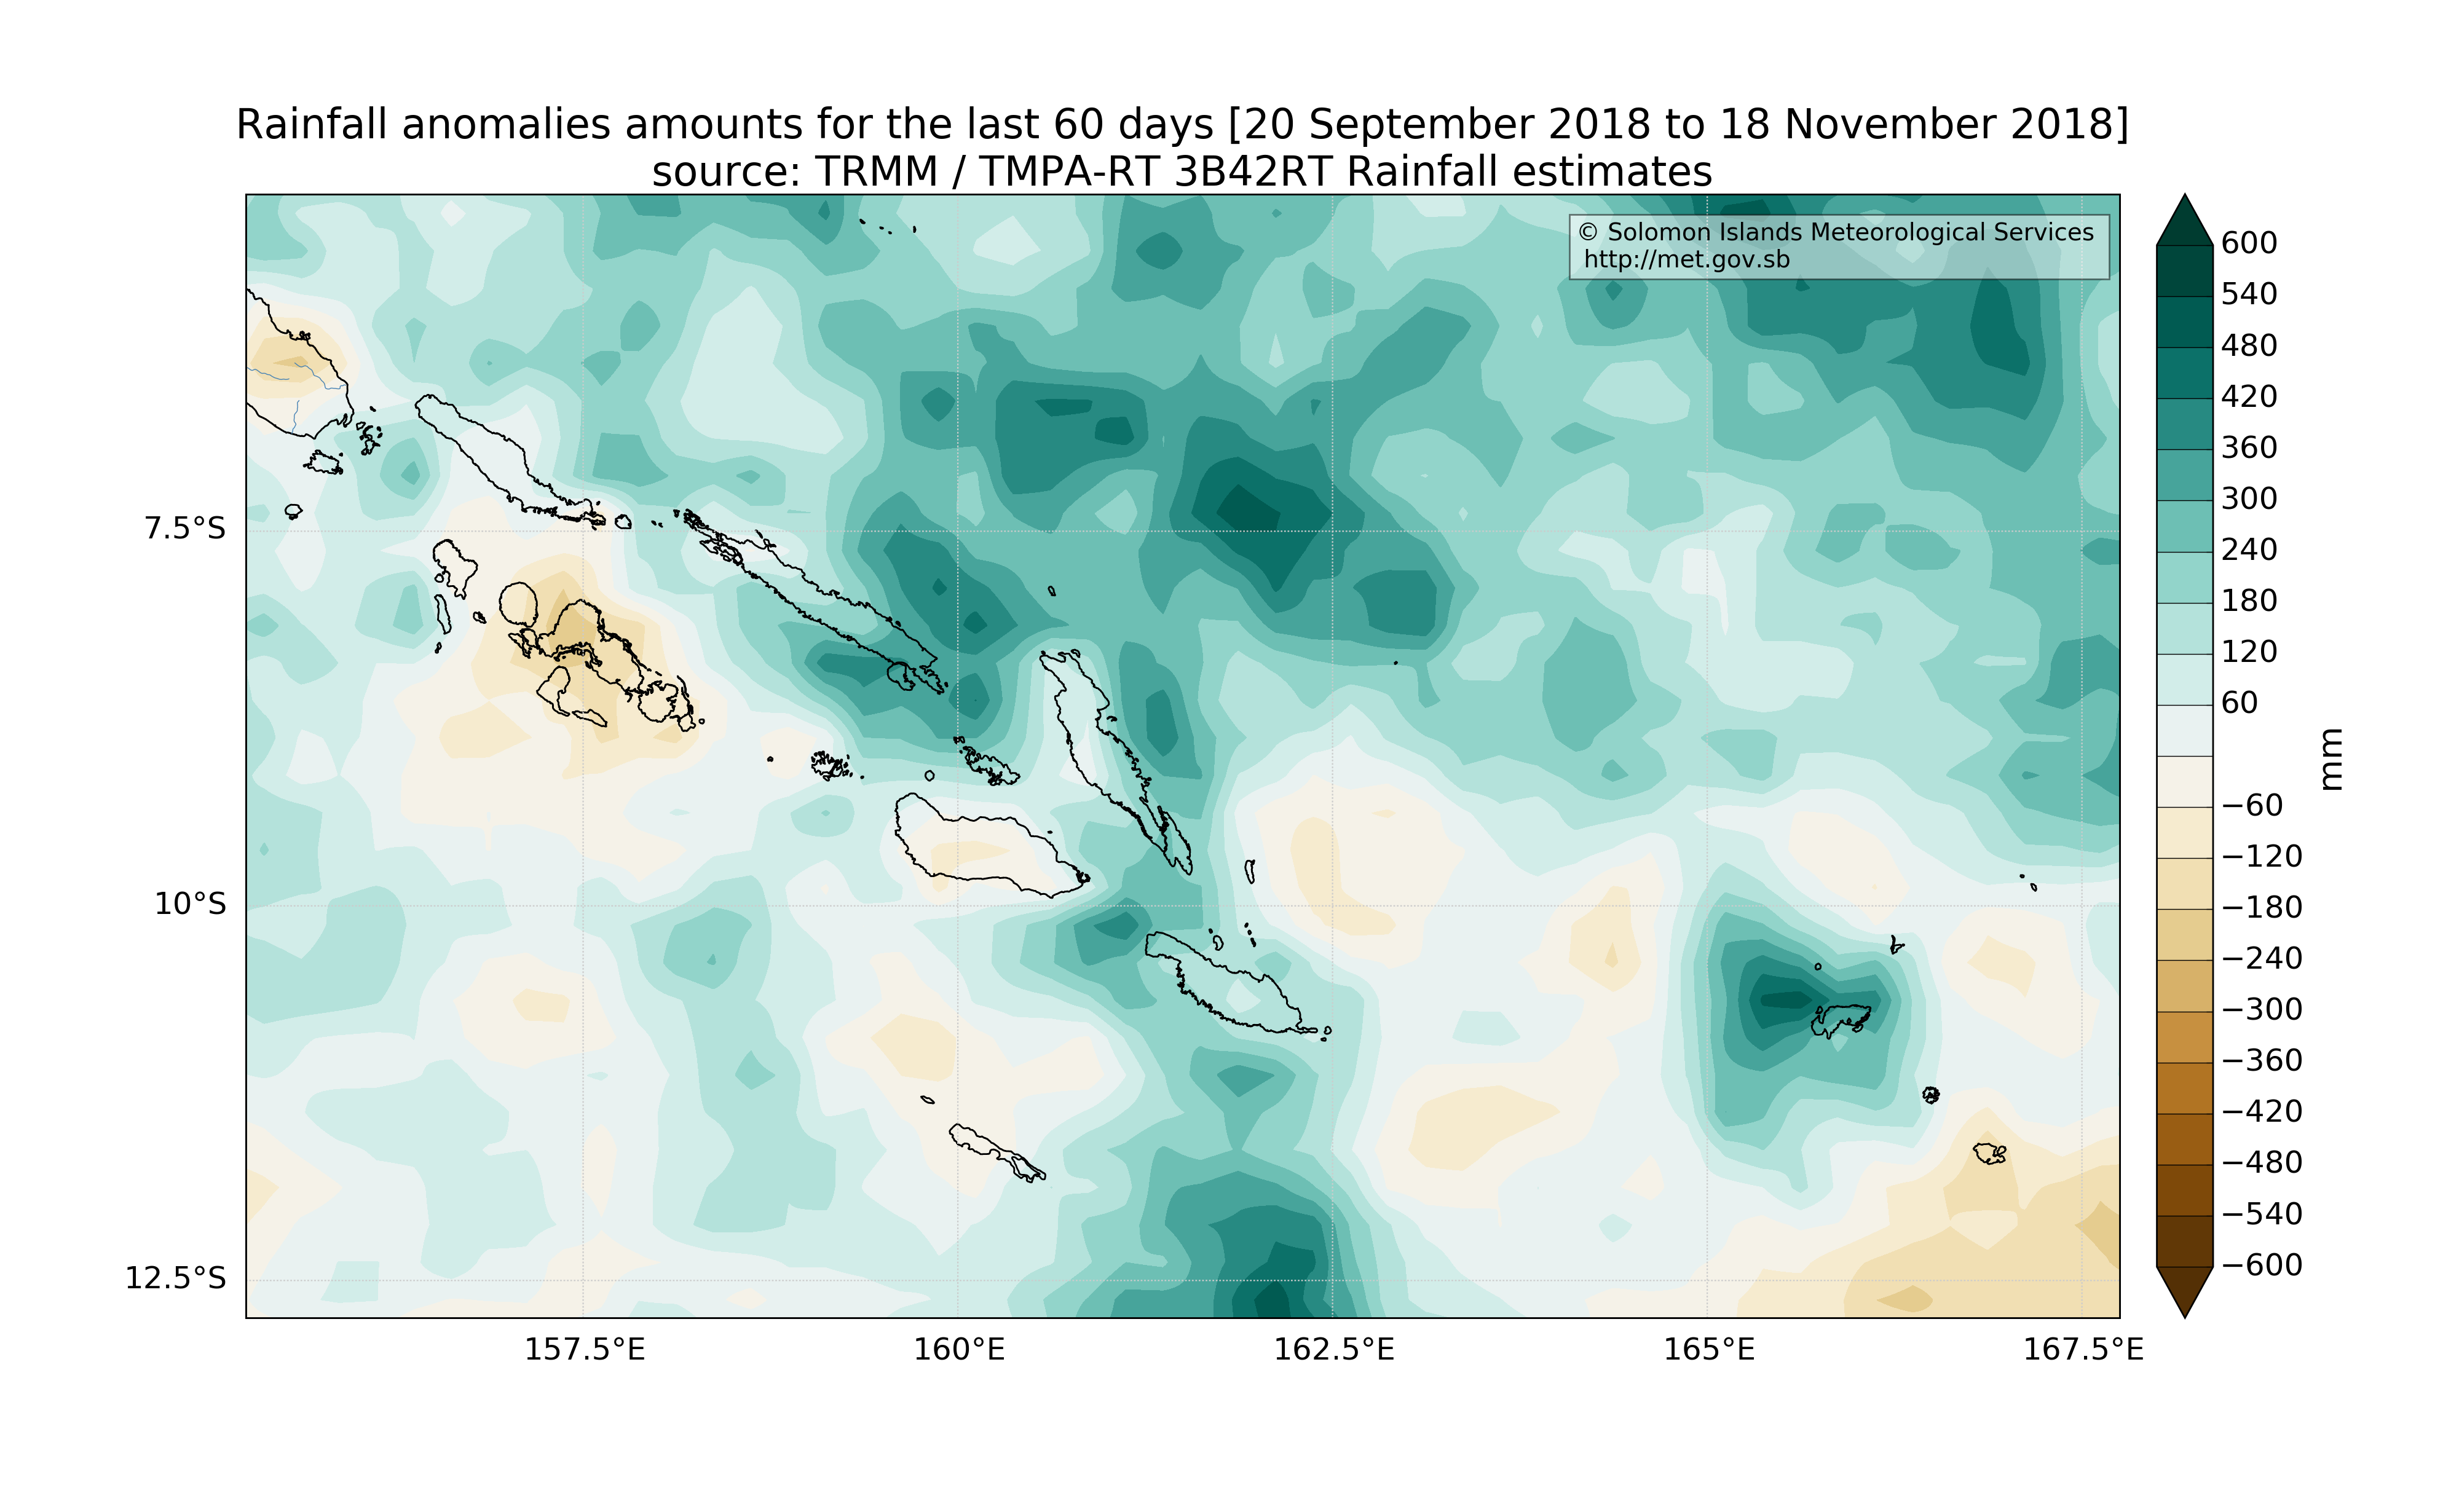 Rainfall anomalies amounts for the last 60 days [20 September 2018 to 18 November 2018]
source: TRMM / TMPA-RT 3B42RT Rainfall estimates
© Solomon Islands Meteorological Services
http://met.gov.sb
7.5°S
10°S
12.5°S
157.5°E
160°E
162.5°E
165°E
167.5°E
600
540
480
420
360
300
240
180
120
60
−60
−120
−180
−240
−300
−360
−420
−480
−540
−600
mm